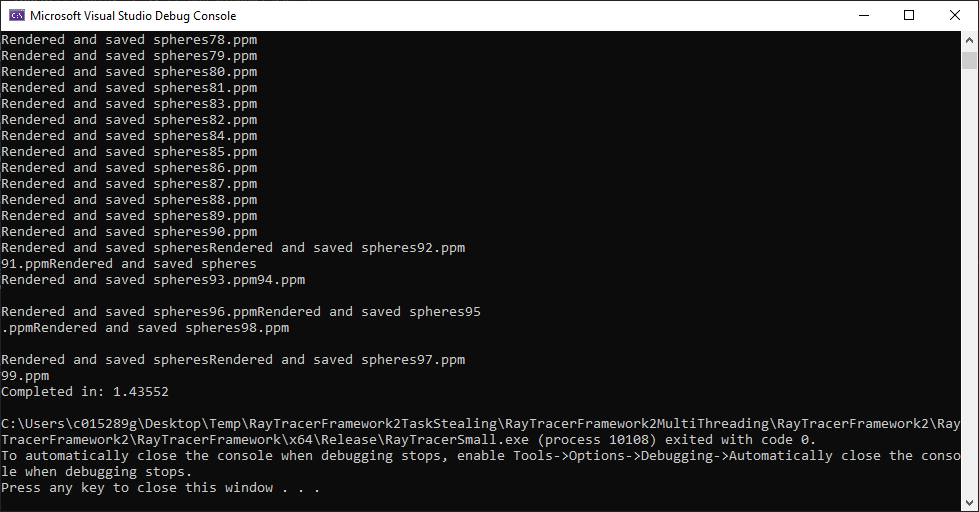 Microsoft Visual Studio Debug Console
Rendered and saved spheres78.ppm
Rendered and saved spheres79.ppm
Rendered and saved spheres80.ppm
Rendered and saved spheres81.ppm
Rendered and saved spheres83.ppm
Rendered and saved spheres82.ppm
Rendered and saved spheres84.ppm
Rendered and saved spheres85.ppm
Rendered and saved spheres86.ppm
Rendered and saved spheres87.ppm
Rendered and saved spheres88.ppm
Rendered and saved spheres89.ppm
Rendered and saved spheres90.ppm
Rendered and saved spheresRendered and saved spheres92.ppm
91.ppmRendered and saved spheres
Rendered and saved spheres93.ppm94.ppm
Rendered and saved spheres96.ppmRendered and saved spheres95
.ppmRendered and saved spheres98.ppm
Rendered and saved spheresRendered and saved spheres97.ppm
99.ppm
Completed in: 1.43552
C:\Users\c015289g\Desktop\Temp\RayTracerFramework2TaskStealing\RayTracerFramework2MultiThreading\RayTracerFramework2\Ray
TracerFramework2\RayTracerFramework\x64\Release\RayTracerSmall.exe (process 10108) exited with code 0.
To automatically close the console when debugging stops, enable Tools->Options->Debugging->Automatically close the conso
le when debugging stops.
Press any key to close this window . . .